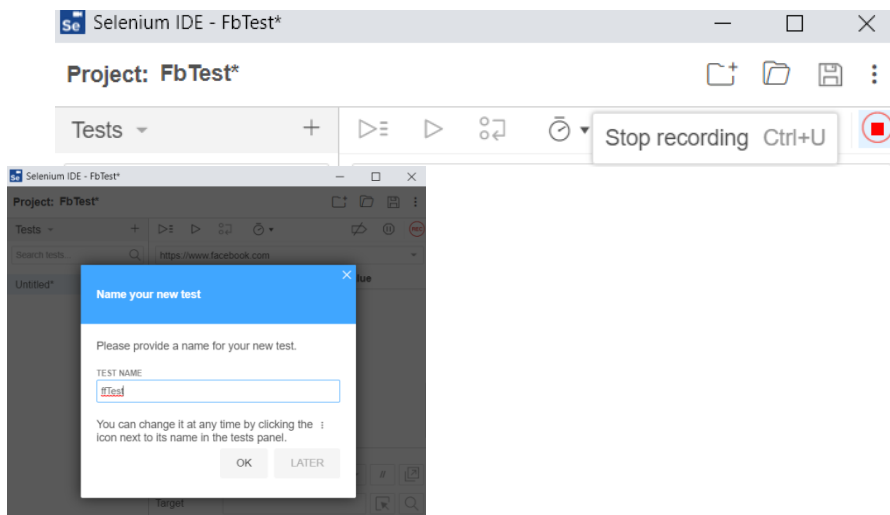 Se Selenium IDE - FbTest*
Project: FbTest*
Tests
Stop recording Ctrl+U
Se Selenium IDE - FbTest*
Project: FbTest*
Tests
REC
Search tests...
https://www.facebook.com
Untitled*
lue
Name your new test
Please provide a name for your new test.
TEST NAME
ffTest
You can change it at any time by clicking the
icon next to its name in the tests panel.
OK LATER
//
Target